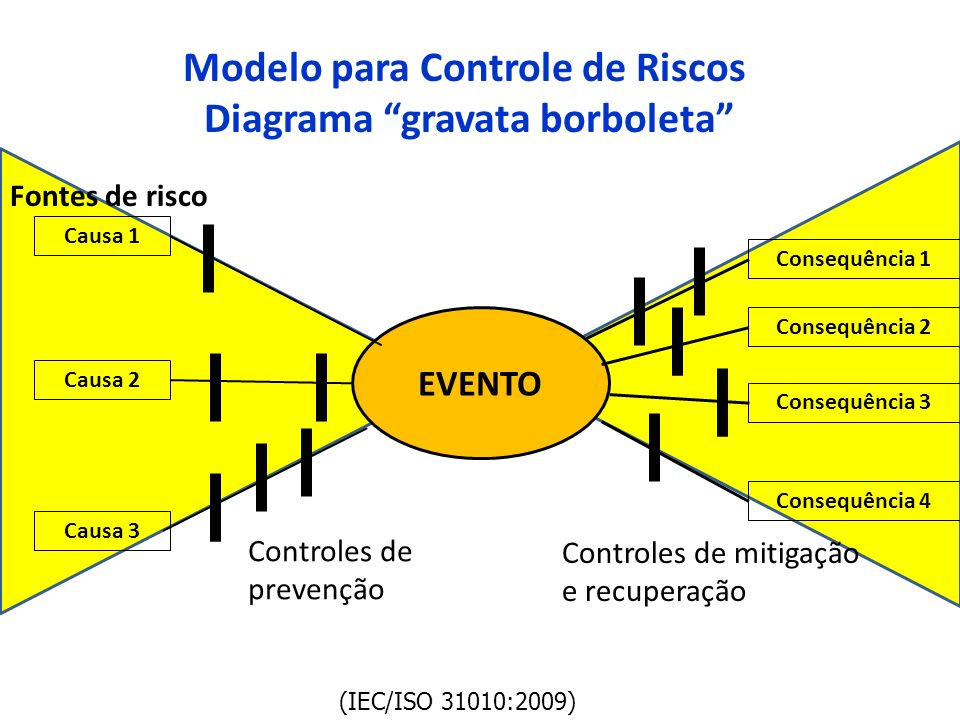 Modelo para Controle de Riscos
Diagrama “gravata borboleta”
Fontes de risco
Causa 1
Causa 2
Causa 3
EVENTO
Consequência 1
Consequência 2
Consequência 3
Consequência 4
Controles de
prevenção
Controles de mitigação
e recuperação
(IEC/ISO 31010:2009)